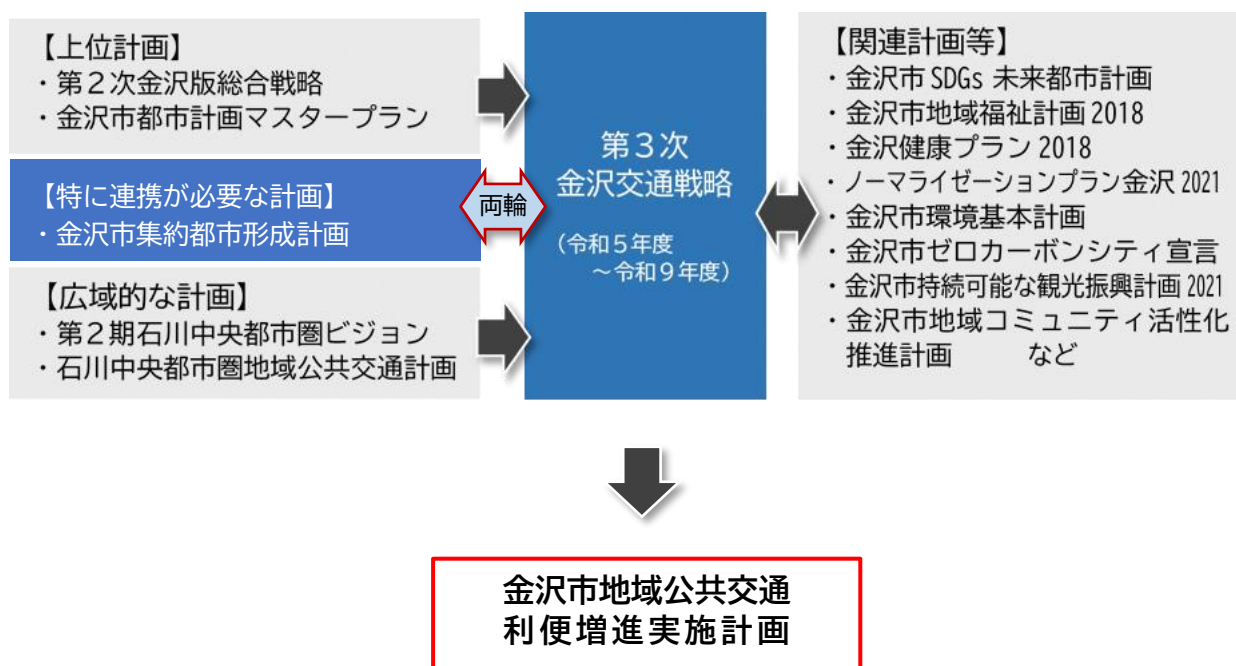 【上位計画】
・第2次金沢版総合戦略
・金沢市都市計画マスタープラン
【特に連携が必要な計画】
・金沢市集約都市形成計画
【広域的な計画】
・第2期石川中央都市圏ビジョン
・石川中央都市圏地域公共交通計画
両輪
第3次
金沢交通戦略
(令和5年度
～令和9年度)
【関連計画等】
・金沢市 SDGs 未来都市計画
・金沢市地域福祉計画 2018
・金沢健康プラン 2018
・ノーマライゼーションプラン金沢 2021
・金沢市環境基本計画
・金沢市ゼロカーボンシティ宣言
・金沢市持続可能な観光振興計画 2021
・金沢市地域コミュニティ活性化
推進計画 など
金沢市地域公共交通
利便増進実施計画